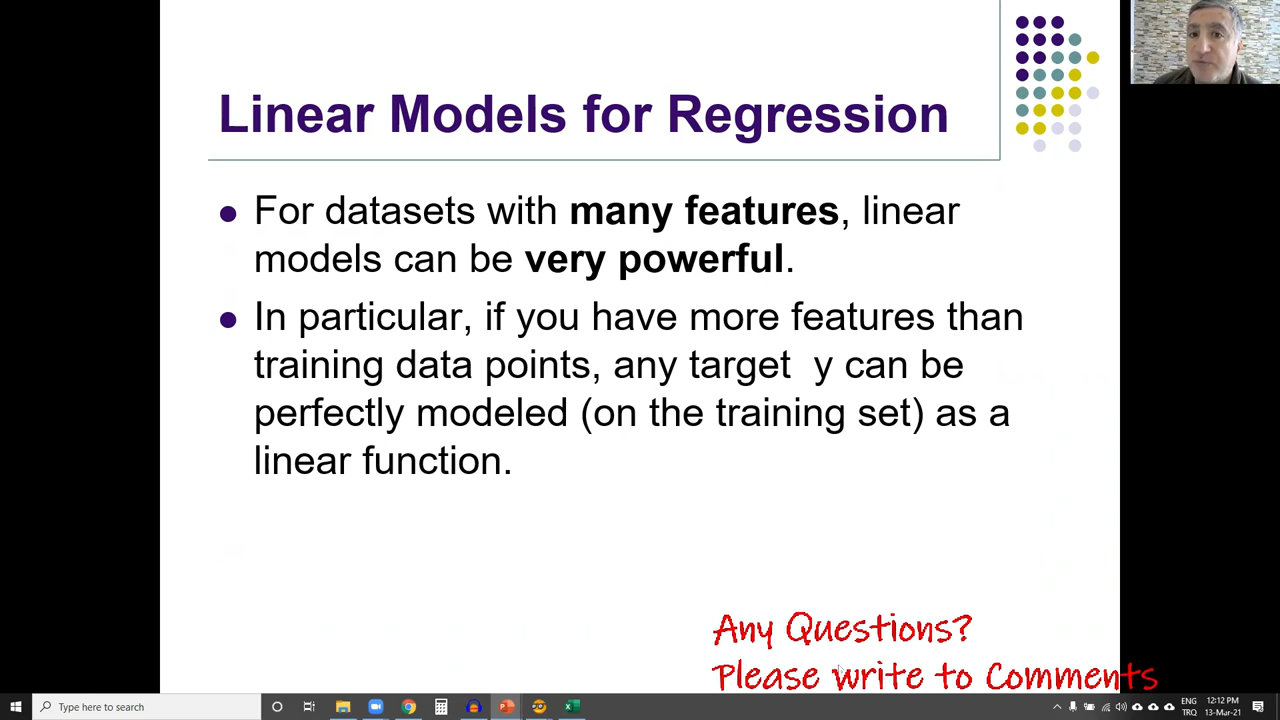 Linear Models for Regression
For datasets with many features, linear
models can be very powerful.
In particular, if you have more features than
training data points, any target y can be
perfectly modeled (on the training set) as a
linear function.
Any Questions?
Please write to Comments
Type here to search
ENG
TRQ
12:12 PM
13-Mar-21